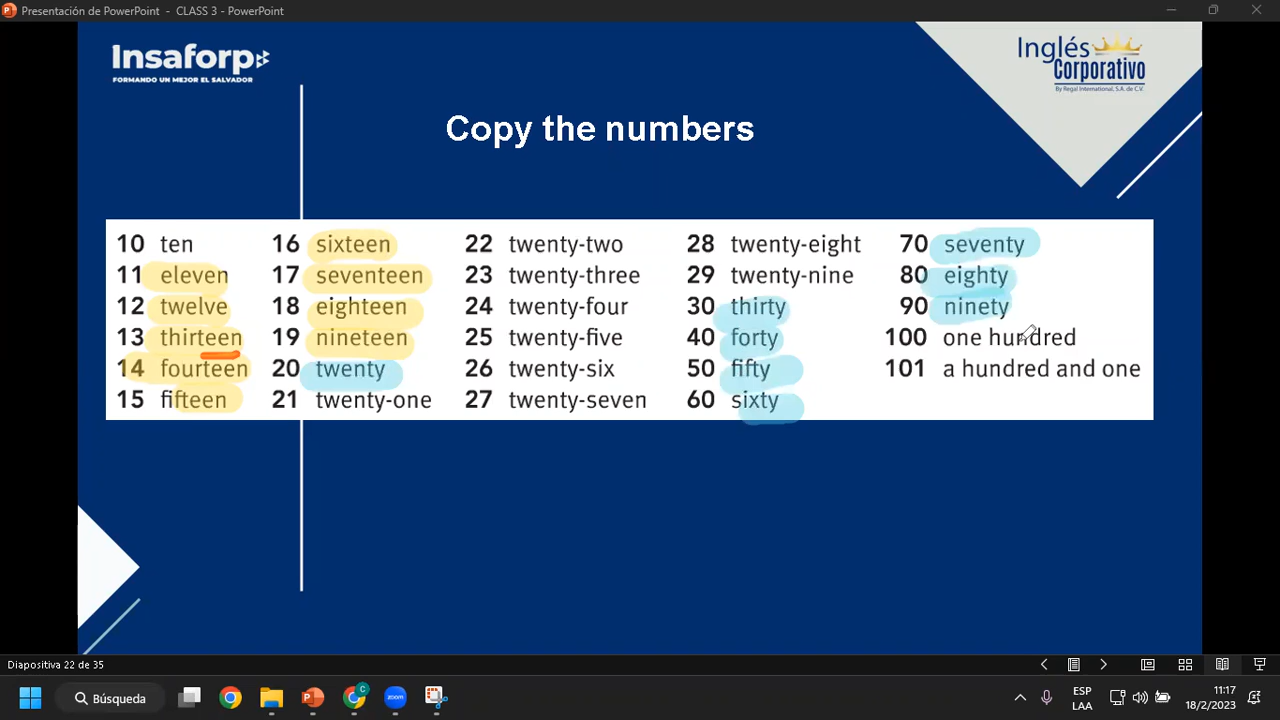 Presentación de PowerPoint - CLASS 3 - PowerPoint
Insaforp
FORMANDO UN MEJOR EL SALVADOR
Inglés
Corporativo
By Regal International, S.A. de C.V.
Copy the numbers
10 ten
11 eleven
12 twelve
13 thirteen
14 fourteen
15 fifteen
16 sixteen
17 seventeen
18 eighteen
19 nineteen
20 twenty
21 twenty-one
22 twenty-two
23 twenty-three
24 twenty-four
25 twenty-five
26 twenty-six
27 twenty-seven
28 twenty-eight
29 twenty-nine
30 thirty
40 forty
50 fifty
60 sixty
70 seventy
80 eighty
90 ninety
100 one hundred
101 a hundred and one
Diapositiva 22 de 35
Búsqueda
zoom
ESP
LAA
11:17
18/2/2023